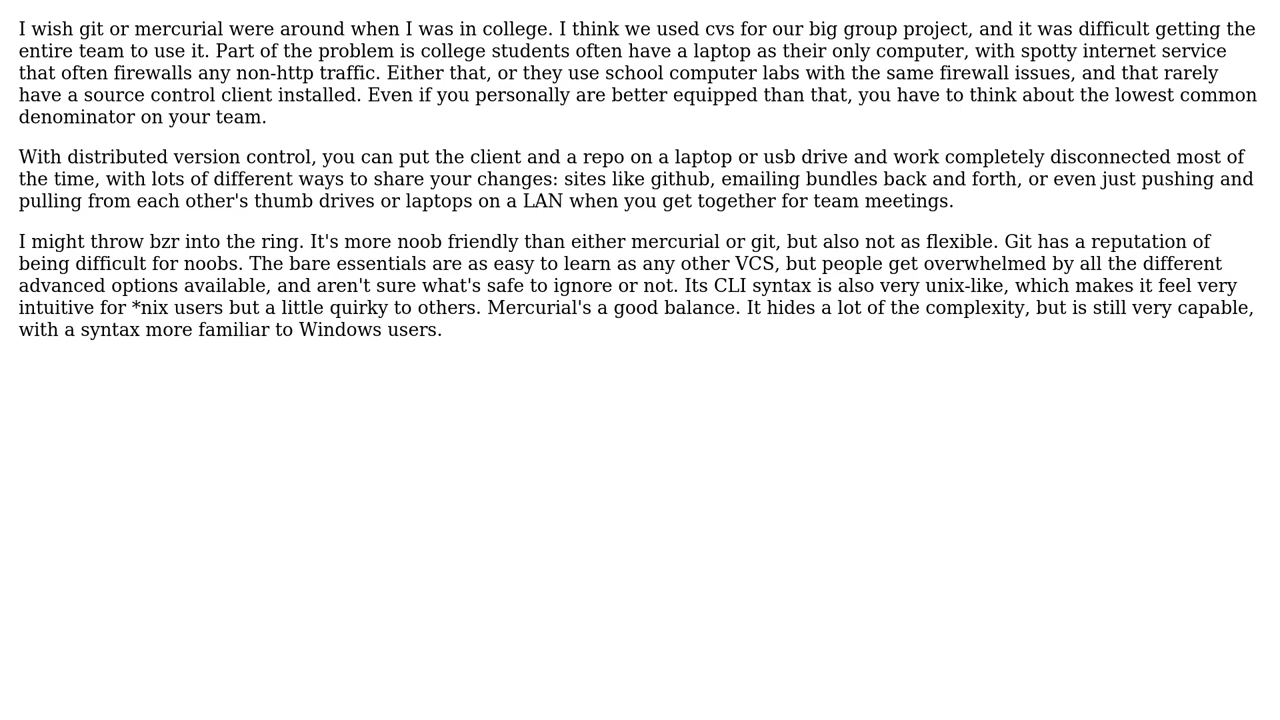 I wish git or mercurial were around when I was in college. I think we used cvs for our big group project, and it was difficult getting the
entire team to use it. Part of the problem is college students often have a laptop as their only computer, with spotty internet service
that often firewalls any non-http traffic. Either that, or they use school computer labs with the same firewall issues, and that rarely
have a source control client installed. Even if you personally are better equipped than that, you have to think about the lowest common
denominator on your team.
With distributed version control, you can put the client and a repo on a laptop or usb drive and work completely disconnected most of
the time, with lots of different ways to share your changes: sites like github, emailing bundles back and forth, or even just pushing and
pulling from each other's thumb drives or laptops on a LAN when you get together for team meetings.
I might throw bzr into the ring. It's more noob friendly than either mercurial or git, but also not as flexible. Git has a reputation of
being difficult for noobs. The bare essentials are as easy to learn as any other VCS, but people get overwhelmed by all the different
advanced options available, and aren't sure what's safe to ignore or not. Its CLI syntax is also very unix-like, which makes it feel very
intuitive for *nix users but a little quirky to others. Mercurial's a good balance. It hides a lot of the complexity, but is still very capable,
with a syntax more familiar to Windows users.